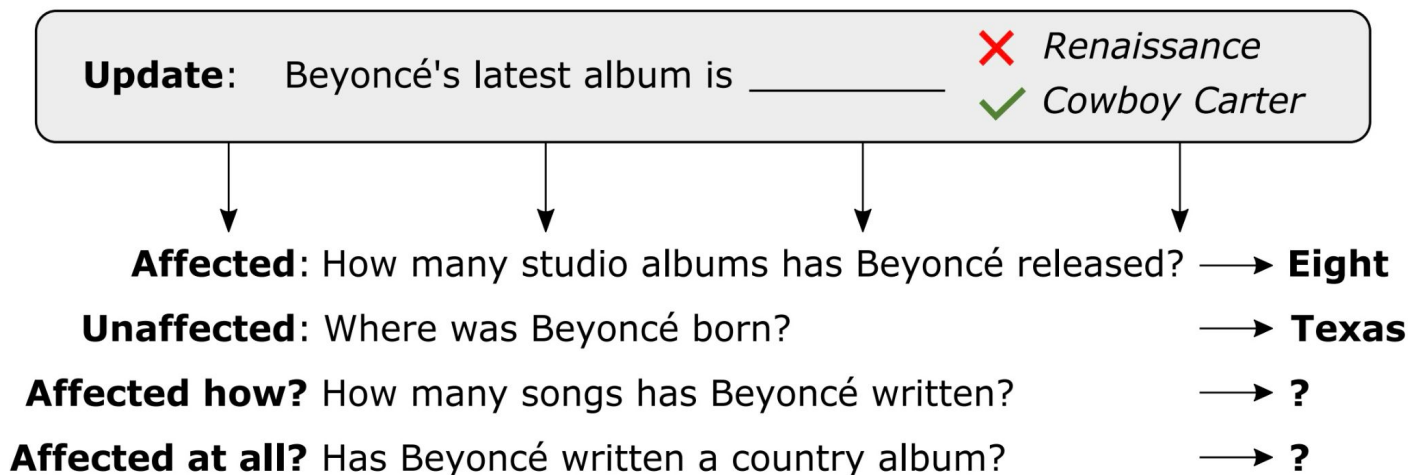 Update: Beyoncé's latest album is __________ Renaissance
Cowboy Carter
Affected: How many studio albums has Beyoncé released? Eight
Unaffected: Where was Beyoncé born? Texas
Affected how? How many songs has Beyoncé written? ?
Affected at all? Has Beyoncé written a country album? ?